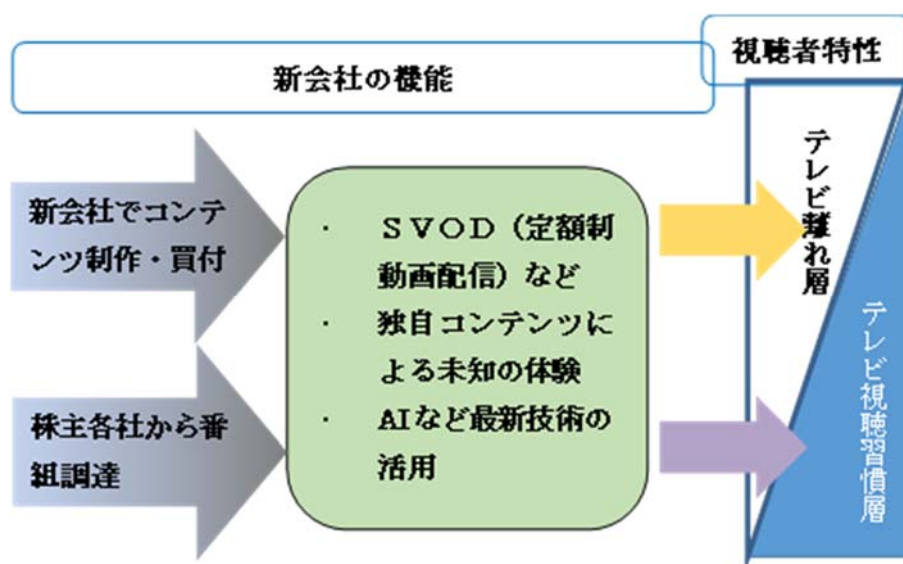 新会社の機能
視聴者特性
新会社でコンテ
ンツ制作・買付
株主各社から番
組調達
・ ＳＶＯＤ（定額制
動画配信）など
・ 独自コンテンツに
よる未知の体験
・ AIなど最新技術の
活用
テレビ離れ層
テレビ視聴習慣層